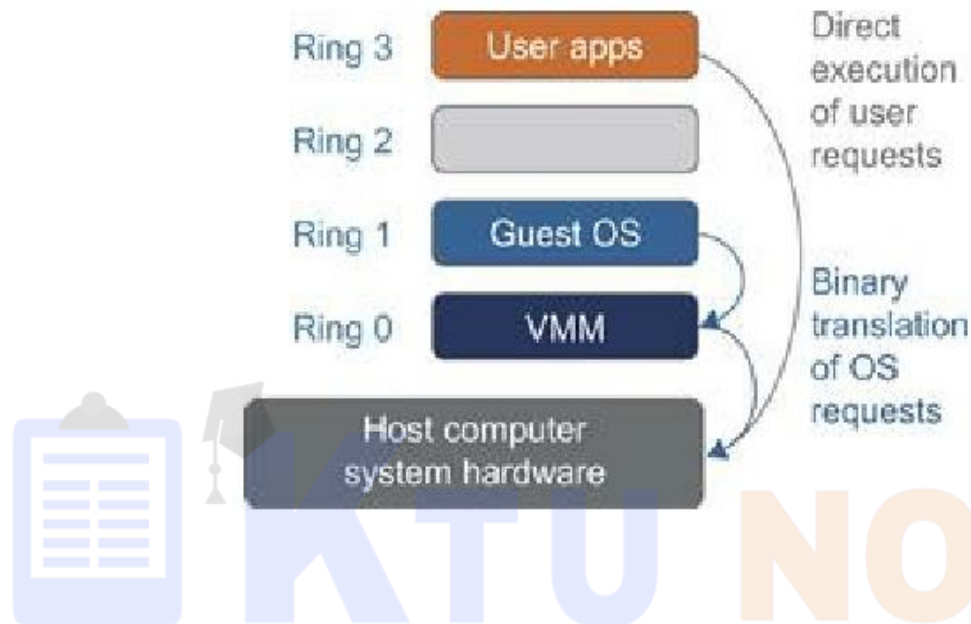 Ring 3
User apps
Direct
execution
of user
requests
Ring 2
Ring 1
Guest OS
Ring 0
VMM
Binary
translation
of OS
requests
Host computer
system hardware
KTU NO